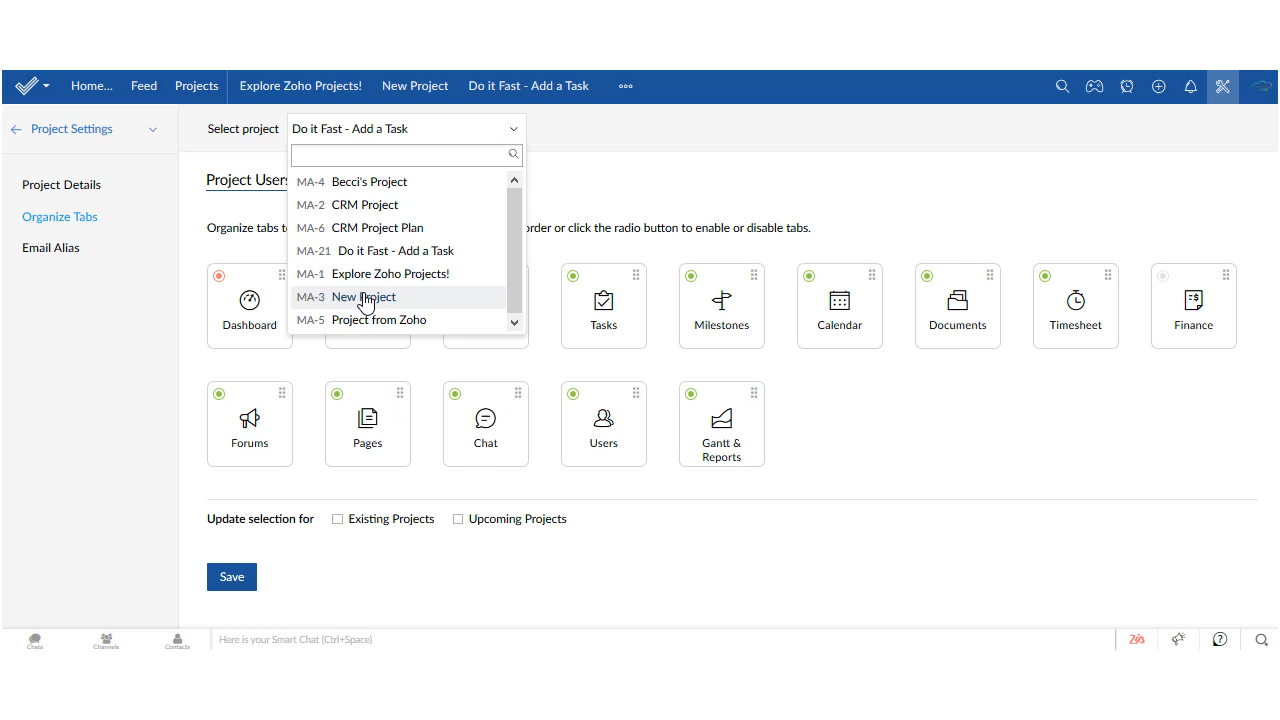 Home... Feed Projects Explore Zoho Projects! New Project Do it Fast - Add a Task
Project Settings
Project Details
Organize Tabs
Email Alias
Select project Do it Fast - Add a Task
MA-4 Becci's Project
MA-2 CRM Project
MA-6 CRM Project Plan
MA-21 Do it Fast - Add a Task
MA-1 Explore Zoho Projects!
MA-3 New Project
MA-5 Project from Zoho
Project Users
Organize tabs order or click the radio button to enable or disable tabs.
Dashboard Tasks Milestones Calendar Documents Timesheet Finance
Forums Pages Chat Users Gantt &
Reports
Update selection for Existing Projects Upcoming Projects
Save
Chats Channels Contacts Here is your Smart Chat (Ctrl+Space) Zia